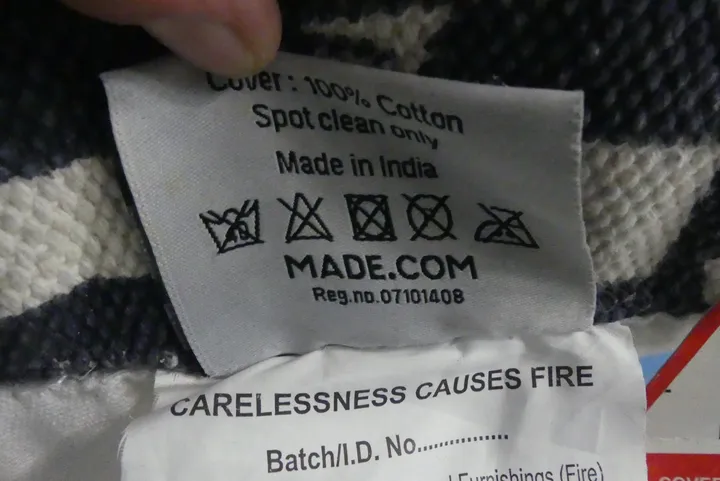 Cover: 100% Cotton
Spot clean only
Made in India
MADE.COM
Reg.no.07101408
CARELESSNESS CAUSES FIRE
Batch/I.D. No................
Furnishings (Fire)
COVER